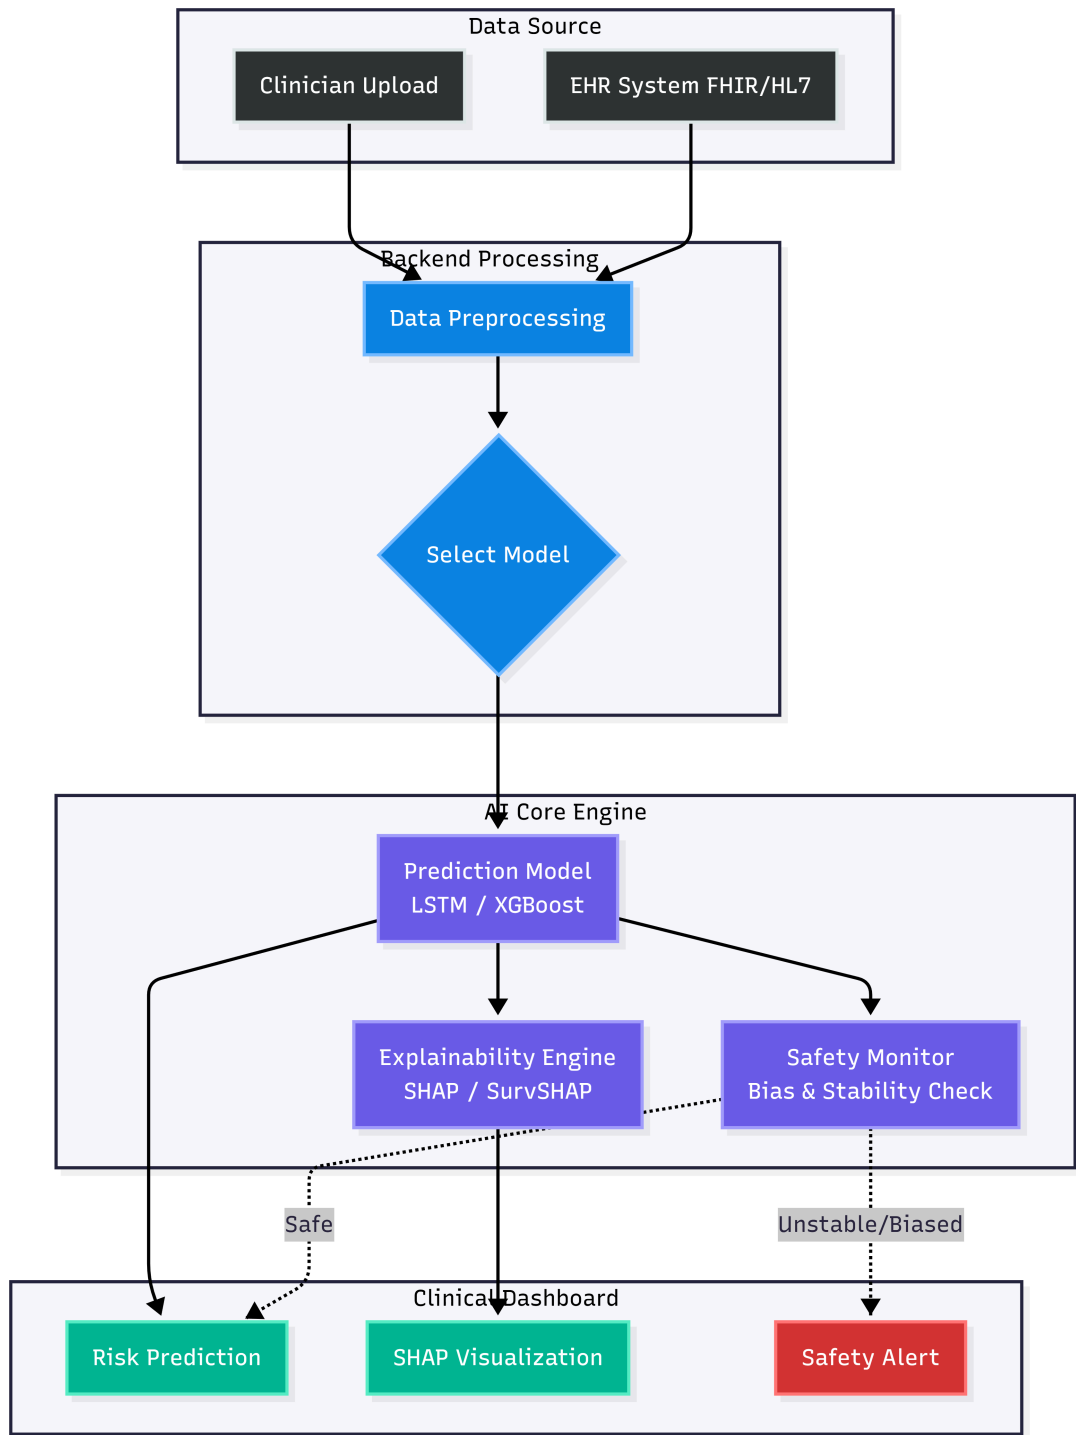 Data Source
Clinician Upload
EHR System FHIR/HL7
Backend Processing
Data Preprocessing
Select Model
AI Core Engine
Prediction Model
LSTM / XGBoost
Explainability Engine
SHAP / SurvSHAP
Safety Monitor
Bias & Stability Check
Safe
Unstable/Biased
Clinical Dashboard
Risk Prediction
SHAP Visualization
Safety Alert